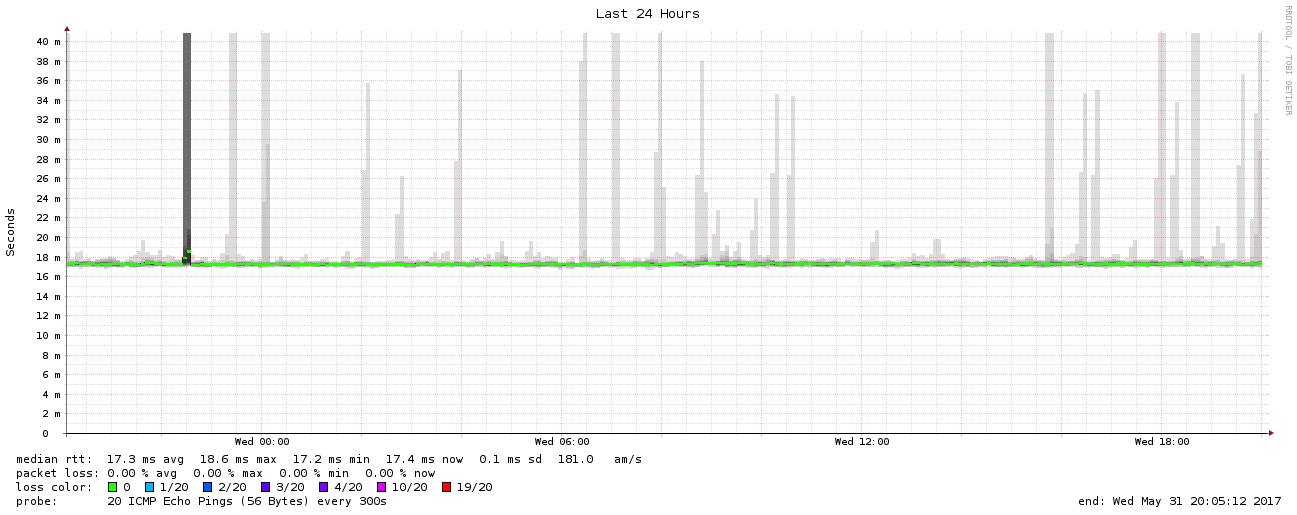 Last 24 Hours
RRDTOOL / TOBI OETIKER
Seconds
40 m
38 m
36 m
34 m
32 m
30 m
28 m
26 m
24 m
22 m
20 m
18 m
16 m
14 m
12 m
10 m
8 m
6 m
4 m
2 m
0
Wed 00:00 Wed 06:00 Wed 12:00 Wed 18:00
median rtt: 17.3 ms avg 18.6 ms max 17.2 ms min 17.4 ms now 0.1 ms sd 181.0 am/s
packet loss: 0.00 % avg 0.00 % max 0.00 % min 0.00 % now
loss color: 0 1/20 2/20 3/20 4/20 10/20 19/20
probe: 20 ICMP Echo Pings (56 Bytes) every 300s end: Wed May 31 20:05:12 2017